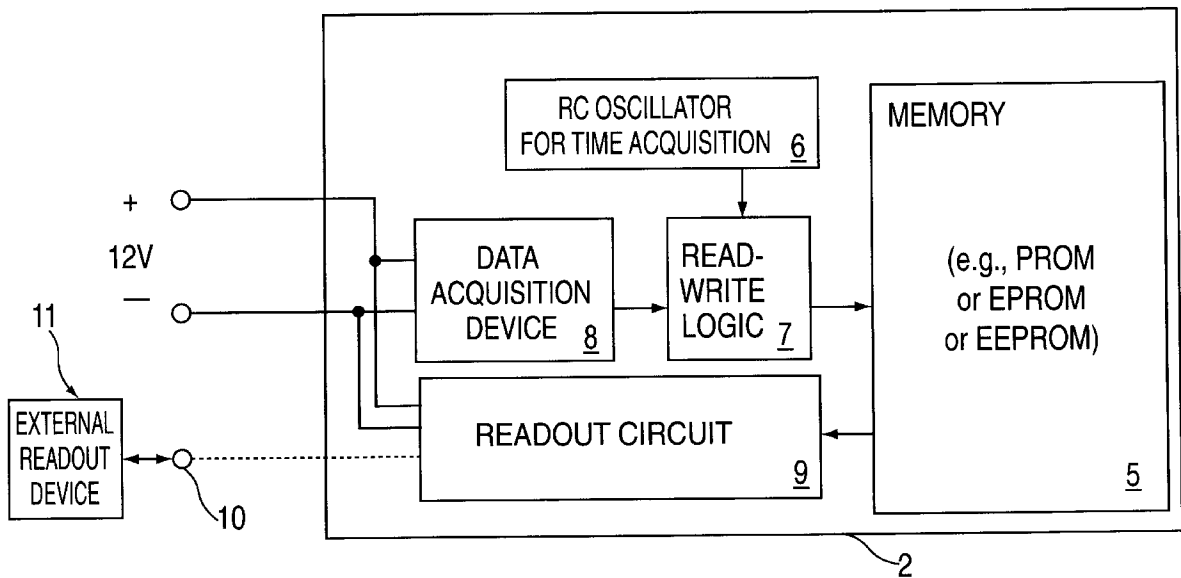 RC OSCILLATOR
FOR TIME ACQUISITION
6
MEMORY
(e.g., PROM
or EPROM
or EEPROM)
5
+
12V
—
DATA
ACQUISITION
DEVICE
8
READ-
WRITE
LOGIC
7
READOUT CIRCUIT
9
11
EXTERNAL
READOUT
DEVICE
10
2